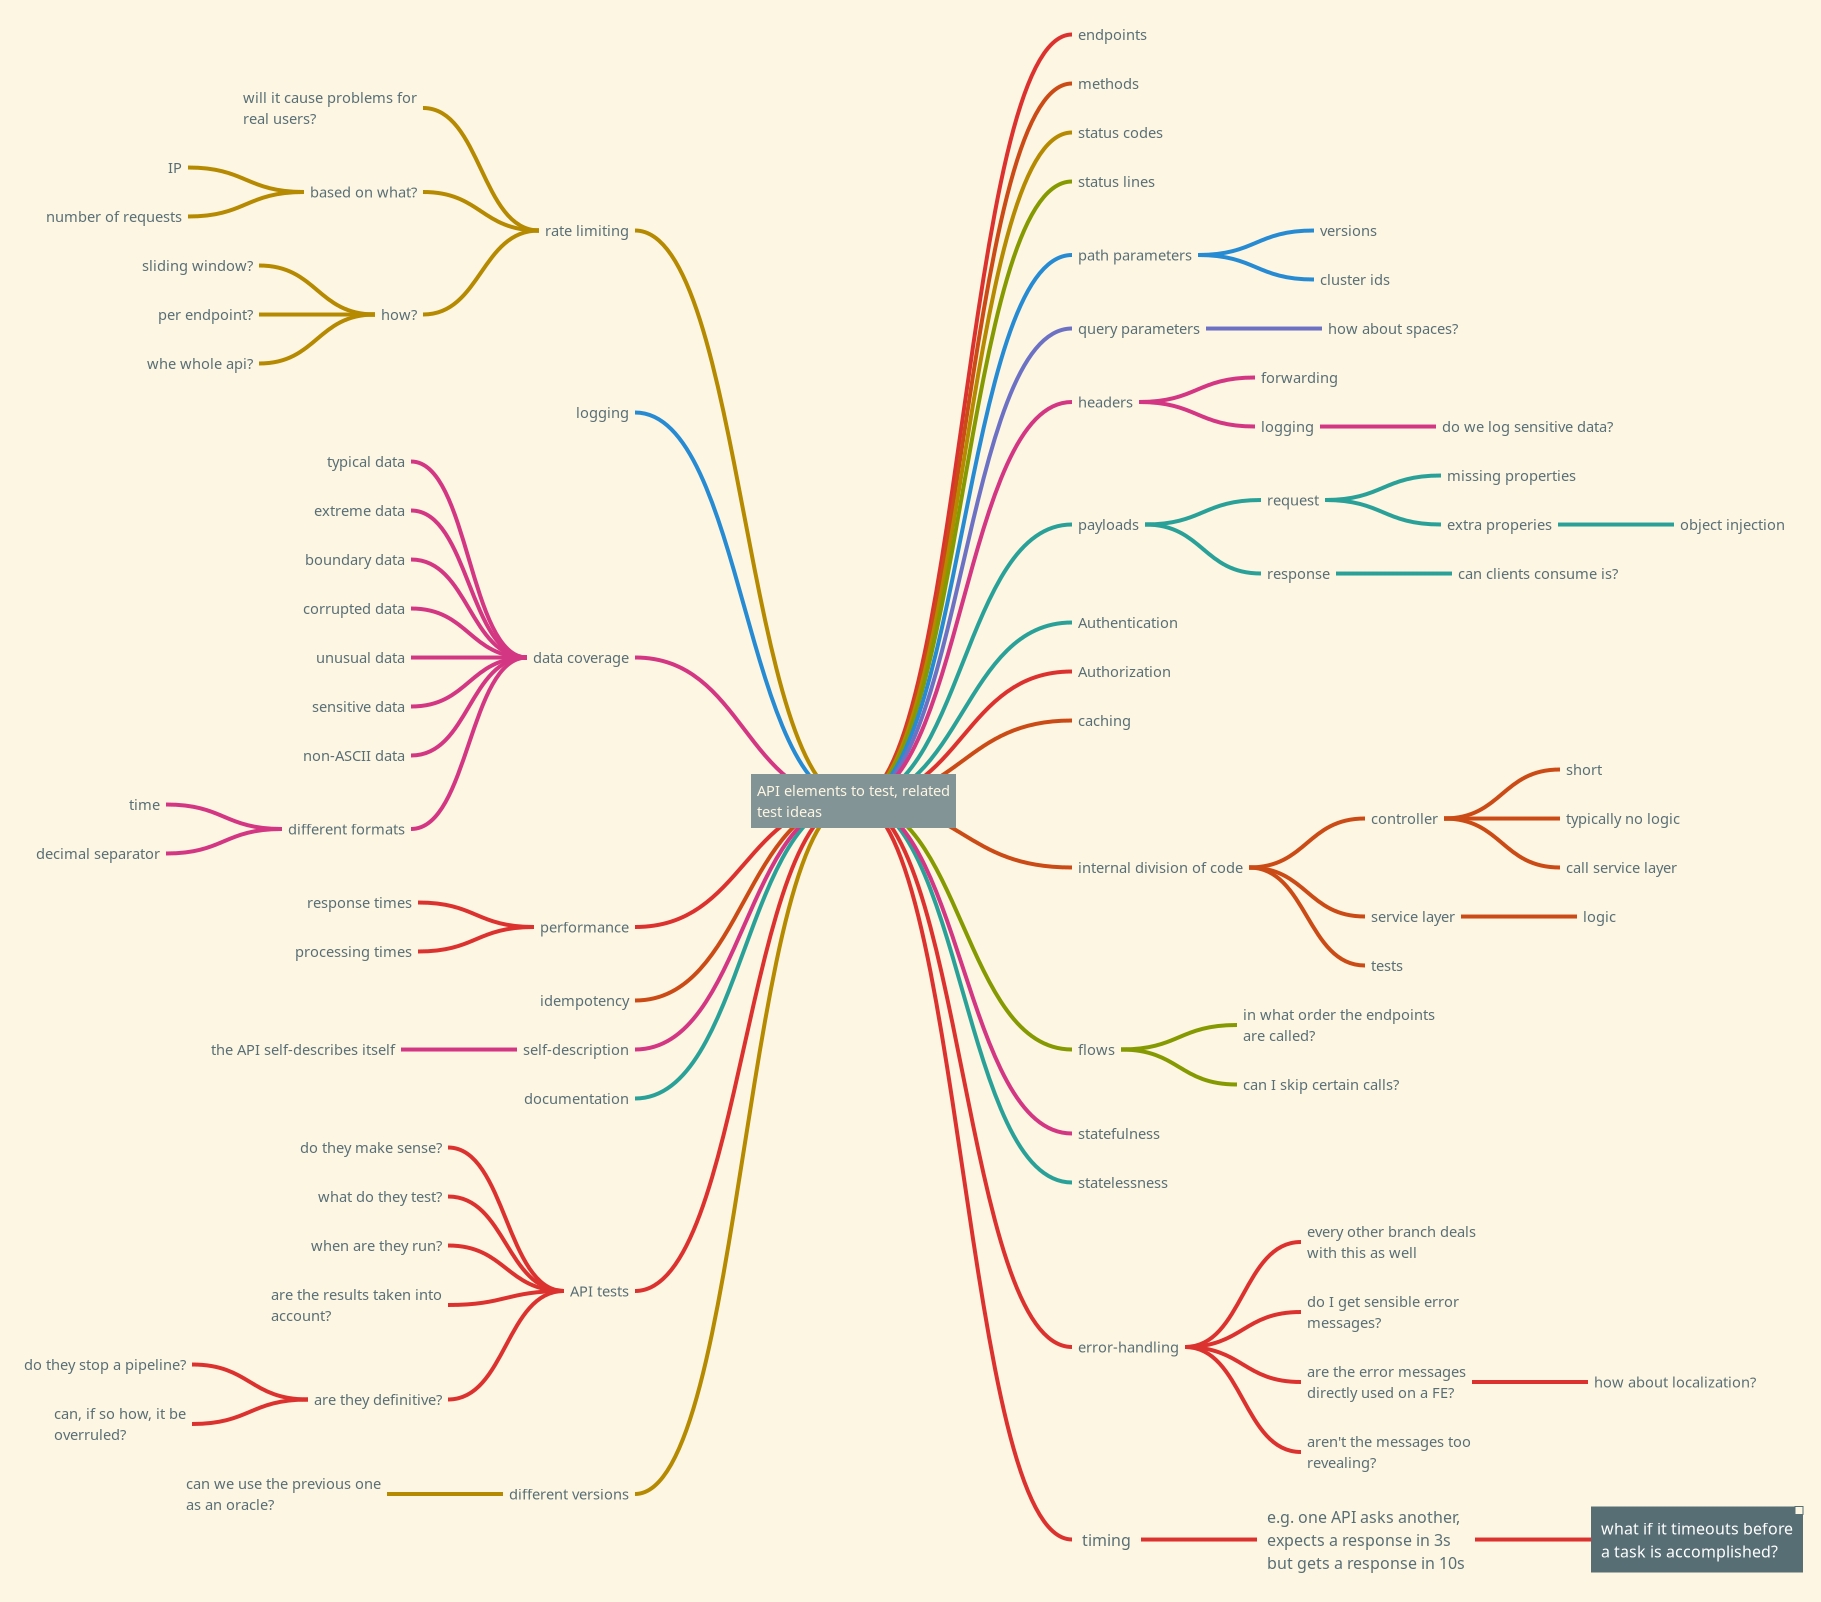 API elements to test, related
test ideas
endpoints
methods
status codes
status lines
path parameters
versions
cluster ids
query parameters
how about spaces?
headers
forwarding
logging
do we log sensitive data?
payloads
request
missing properties
extra properies
object injection
response
can clients consume is?
Authentication
Authorization
caching
internal division of code
controller
short
typically no logic
call service layer
service layer
logic
tests
flows
in what order the endpoints
are called?
can I skip certain calls?
statefulness
statelessness
error-handling
every other branch deals
with this as well
do I get sensible error
messages?
are the error messages
directly used on a FE?
how about localization?
aren't the messages too
revealing?
timing
e.g. one API asks another,
expects a response in 3s
but gets a response in 10s
what if it timeouts before
a task is accomplished?
rate limiting
will it cause problems for
real users?
based on what?
IP
number of requests
how?
sliding window?
per endpoint?
whe whole api?
logging
data coverage
typical data
extreme data
boundary data
corrupted data
unusual data
sensitive data
non-ASCII data
different formats
time
decimal separator
performance
response times
processing times
idempotency
self-description
the API self-describes itself
documentation
API tests
do they make sense?
what do they test?
when are they run?
are the results taken into
account?
are they definitive?
do they stop a pipeline?
can, if so how, it be
overruled?
different versions
can we use the previous one
as an oracle?